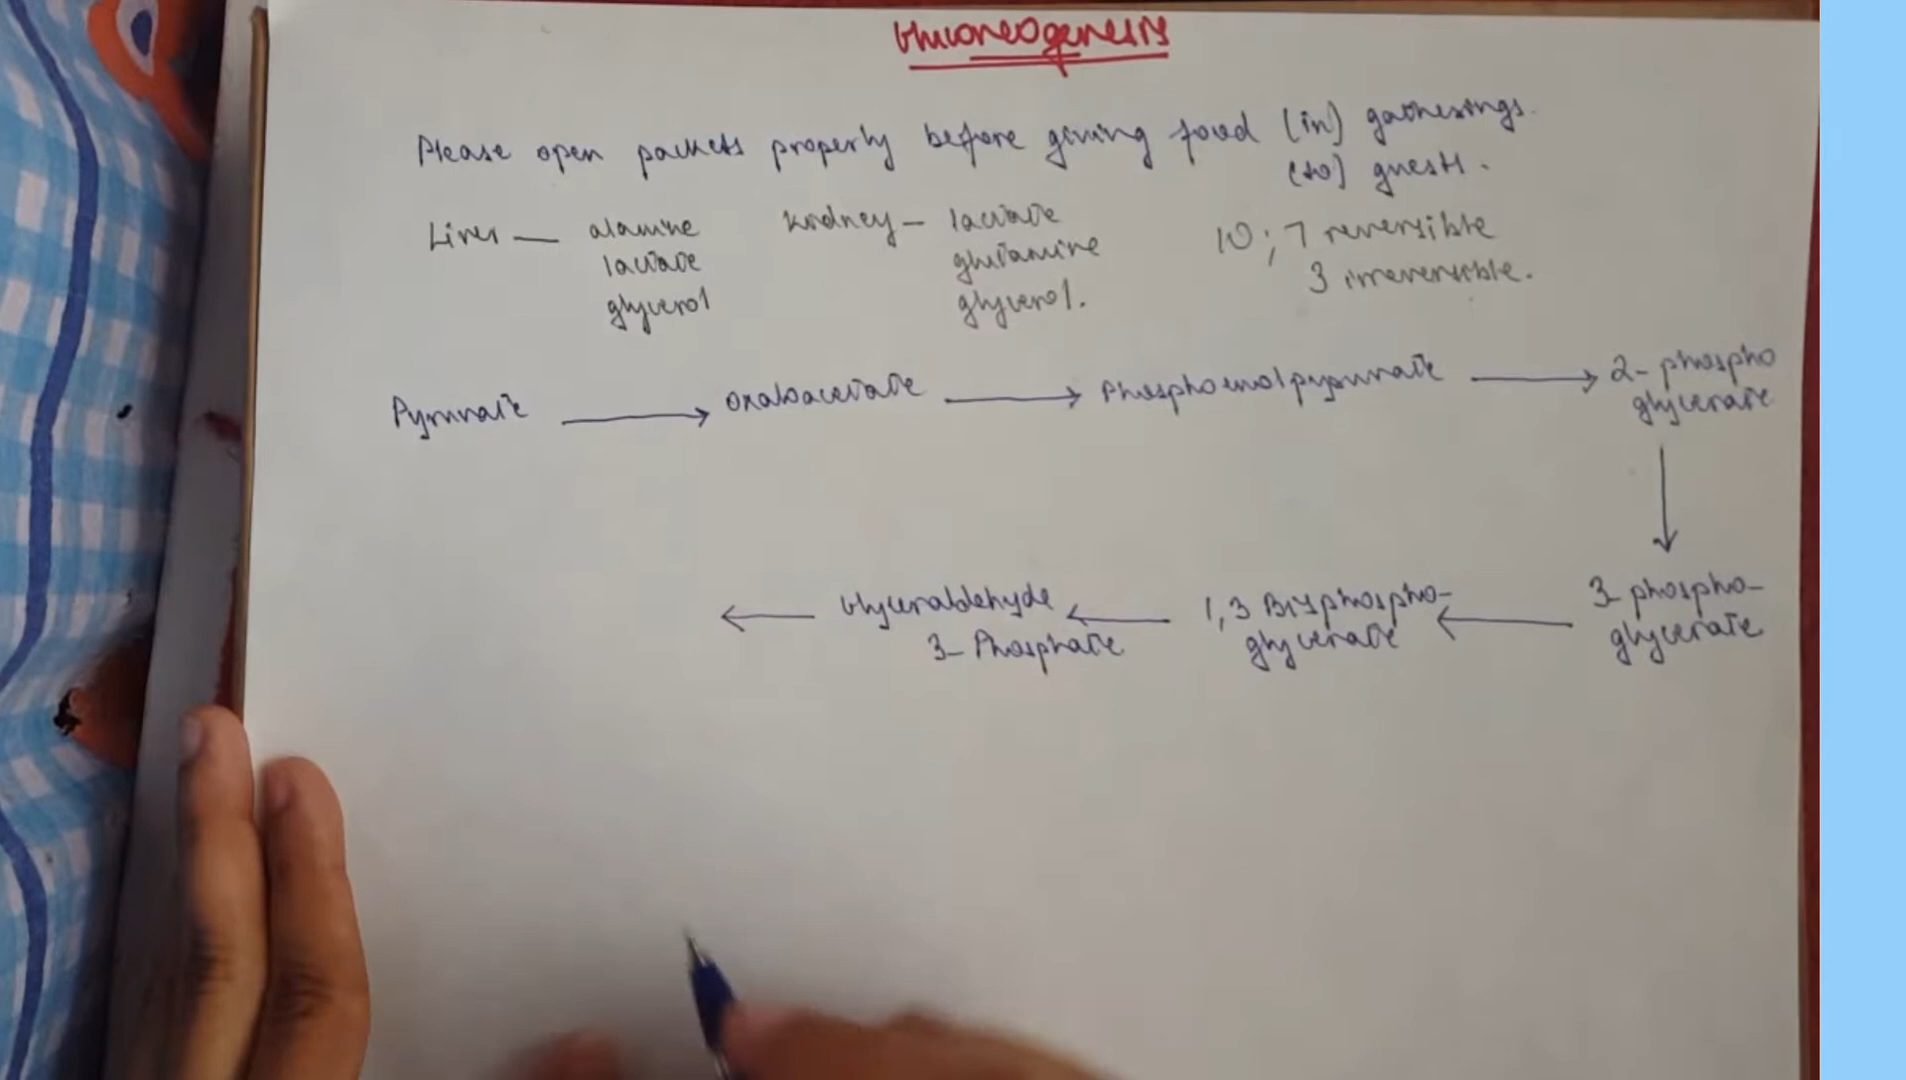 Gluconeogenesis
Please open packets properly before giving food (in) gatherings.
(to) guests.
Liver — alanine
lactate
glycerol
Kidney — lactate
glutamine
glycerol.
10; 7 reversible
3 irreversible.
Pyruvate → Oxaloacetate → Phosphoenolpyruvate → 2-phospho
glycerate
3-phospho-
glycerate
1,3 Bisphospho-
glycerate
Glyceraldehyde
3-Phosphate